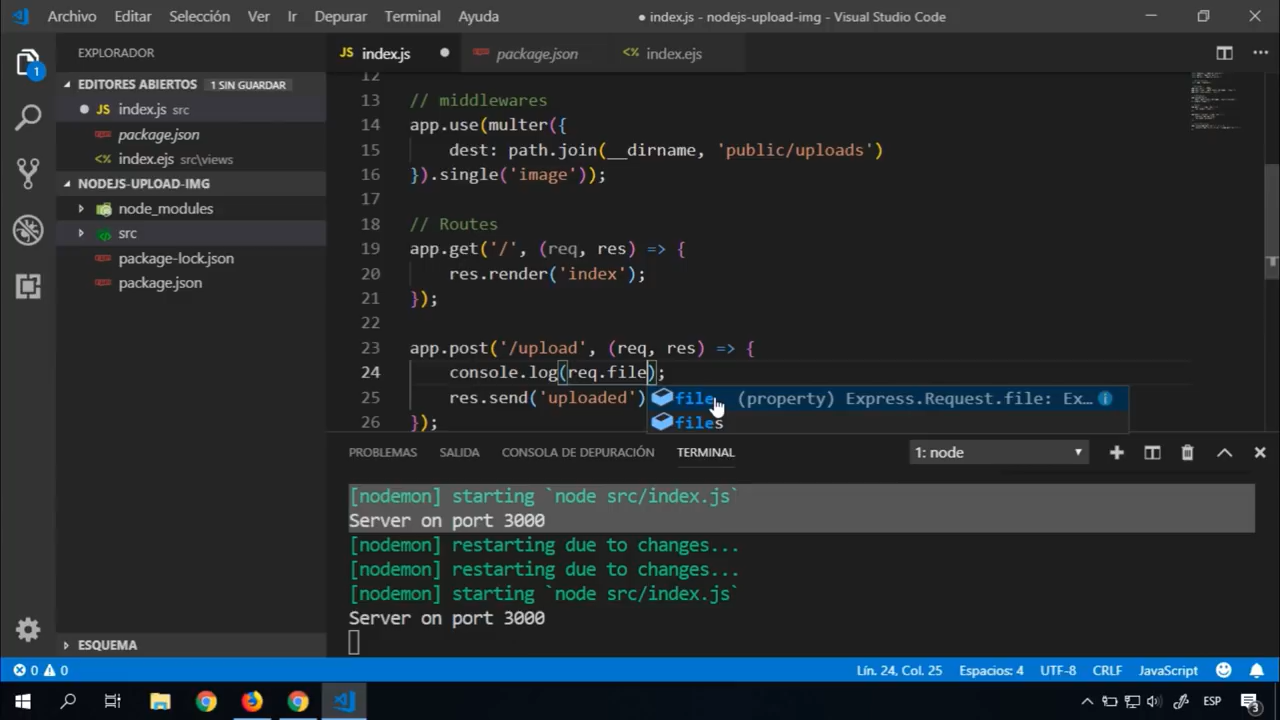 Archivo Editar Selección Ver Ir Depurar Terminal Ayuda ● index.js - nodejs-upload-img - Visual Studio Code
EXPLORADOR
1
EDITORES ABIERTOS 1 SIN GUARDAR
● JS index.js src
package.json
<% index.ejs src\views
NODEJS-UPLOAD-IMG
node_modules
src
package-lock.json
package.json
ESQUEMA
JS index.js ● package.json <% index.ejs
12
13 // middlewares
14 app.use(multer({
15 dest: path.join(__dirname, 'public/uploads')
16 }).single('image'));
17
18 // Routes
19 app.get('/', (req, res) => {
20 res.render('index');
21 });
22
23 app.post('/upload', (req, res) => {
24 console.log(req.file);
25 res.send('uploaded')
26 });
file (property) Express.Request.file: Ex…
files
PROBLEMAS SALIDA CONSOLA DE DEPURACIÓN TERMINAL 1: node
[nodemon] starting `node src/index.js`
Server on port 3000
[nodemon] restarting due to changes...
[nodemon] restarting due to changes...
[nodemon] starting `node src/index.js`
Server on port 3000
0 0 Lín. 24, Col. 25 Espacios: 4 UTF-8 CRLF JavaScript
ESP 3